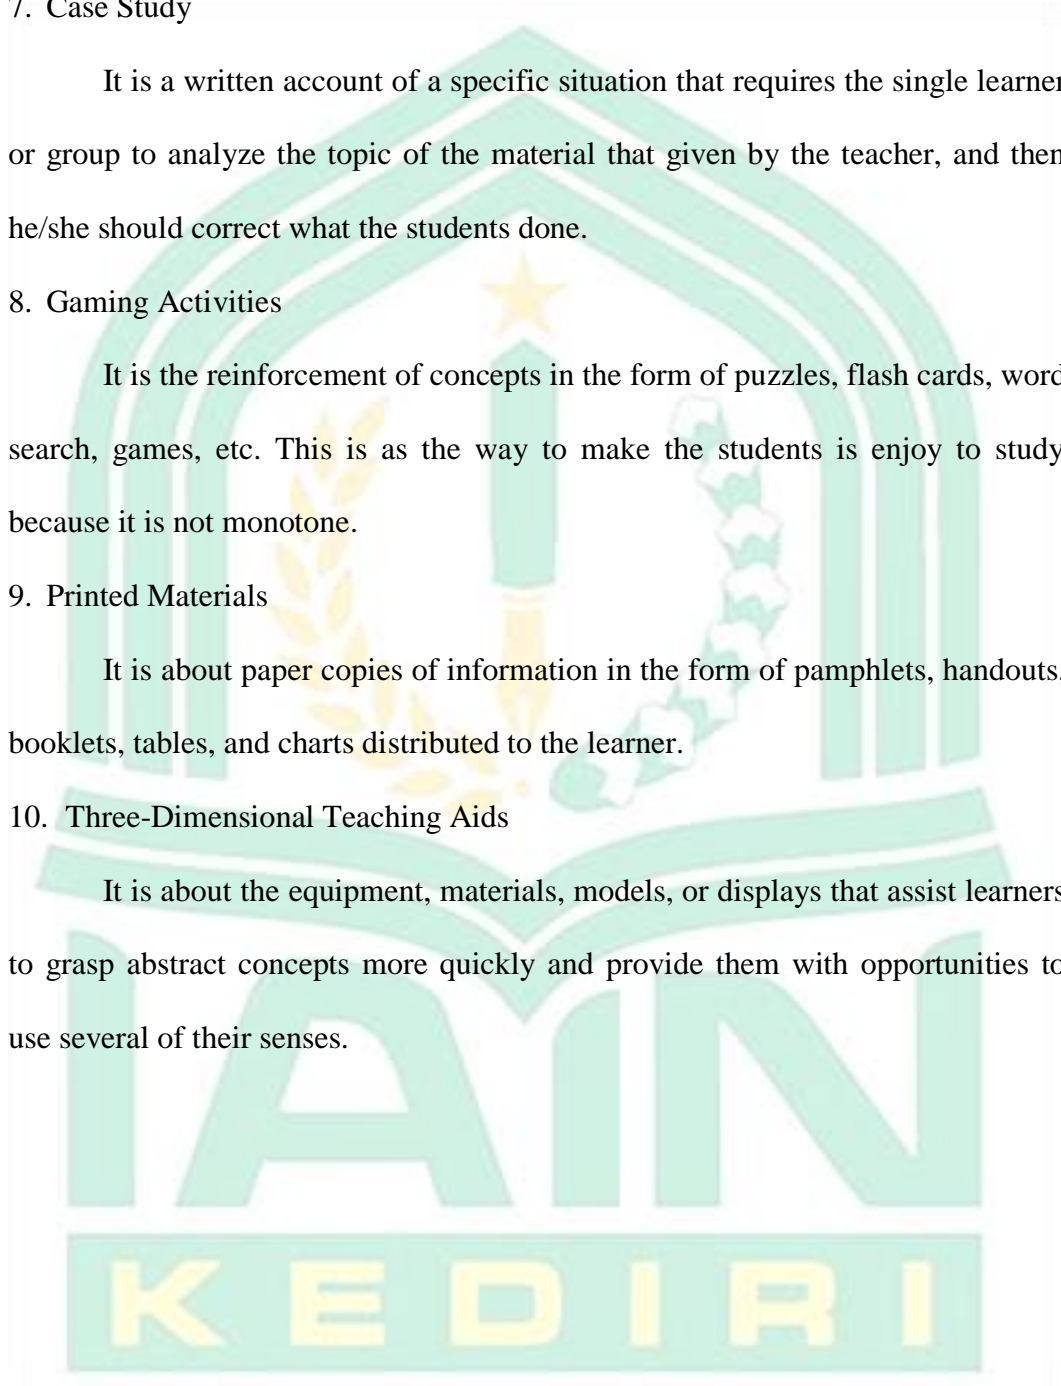 7. Case Study
It is a written account of a specific situation that requires the single learner
or group to analyze the topic of the material that given by the teacher, and then
he/she should correct what the students done.
8. Gaming Activities
It is the reinforcement of concepts in the form of puzzles, flash cards, word
search, games, etc. This is as the way to make the students is enjoy to study
because it is not monotone.
9. Printed Materials
It is about paper copies of information in the form of pamphlets, handouts,
booklets, tables, and charts distributed to the learner.
10. Three-Dimensional Teaching Aids
It is about the equipment, materials, models, or displays that assist learners
to grasp abstract concepts more quickly and provide them with opportunities to
use several of their senses.
IAIN
KEDIRI